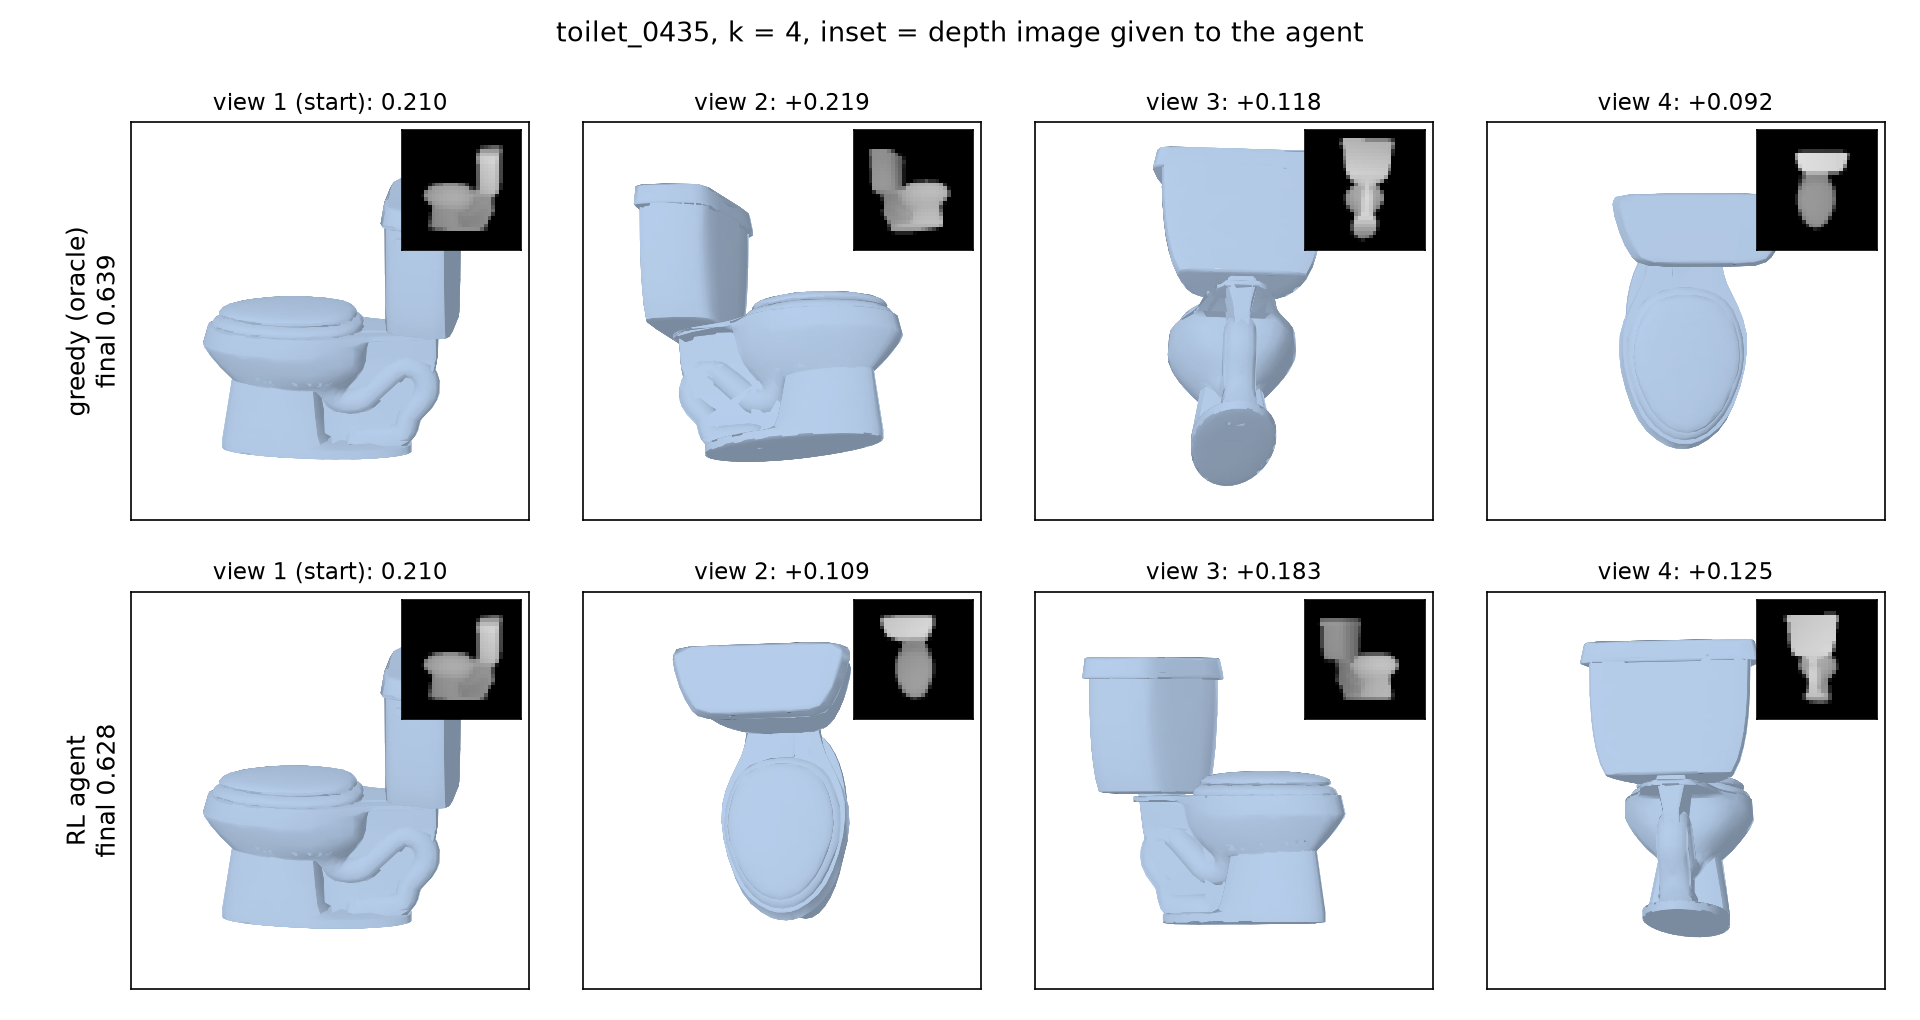 toilet_0435, k = 4, inset = depth image given to the agent
greedy (oracle)
final 0.639
view 1 (start): 0.210
view 2: +0.219
view 3: +0.118
view 4: +0.092
RL agent
final 0.628
view 1 (start): 0.210
view 2: +0.109
view 3: +0.183
view 4: +0.125